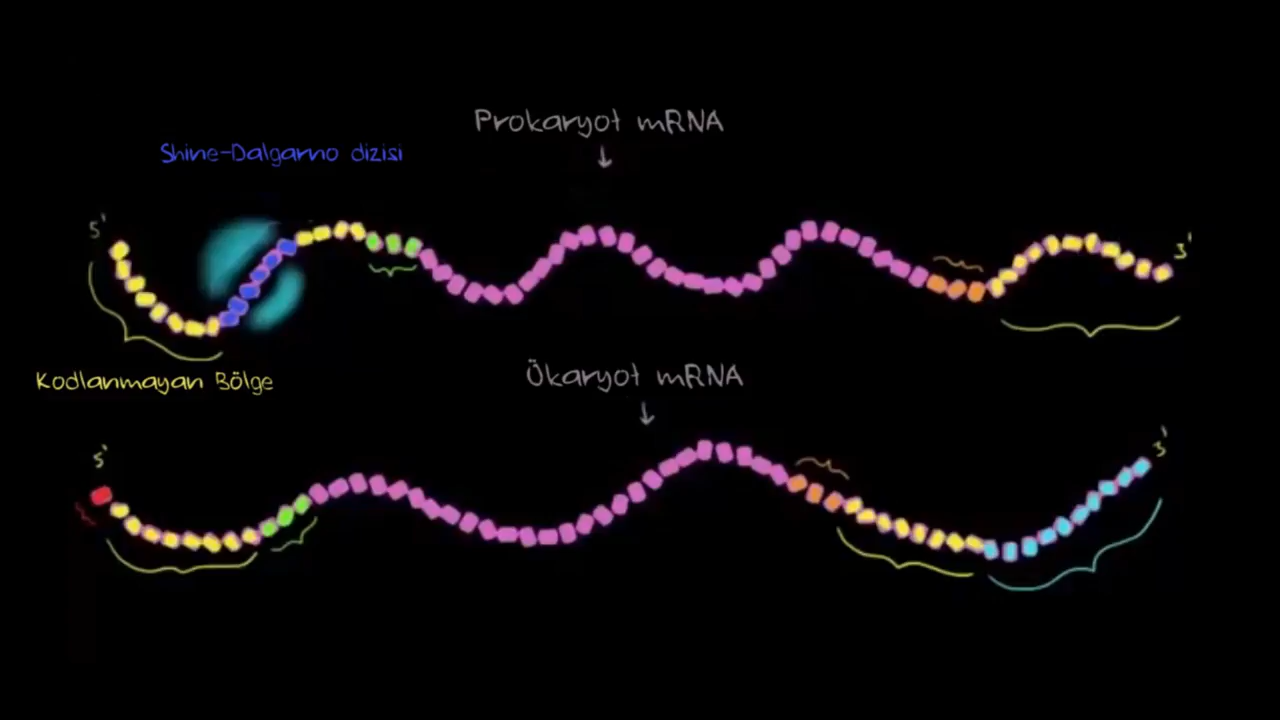 Prokaryot mRNA
Shine-Dalgarno dizisi
5'
3'
Kodlanmayan Bölge
Ökaryot mRNA
5'
3'